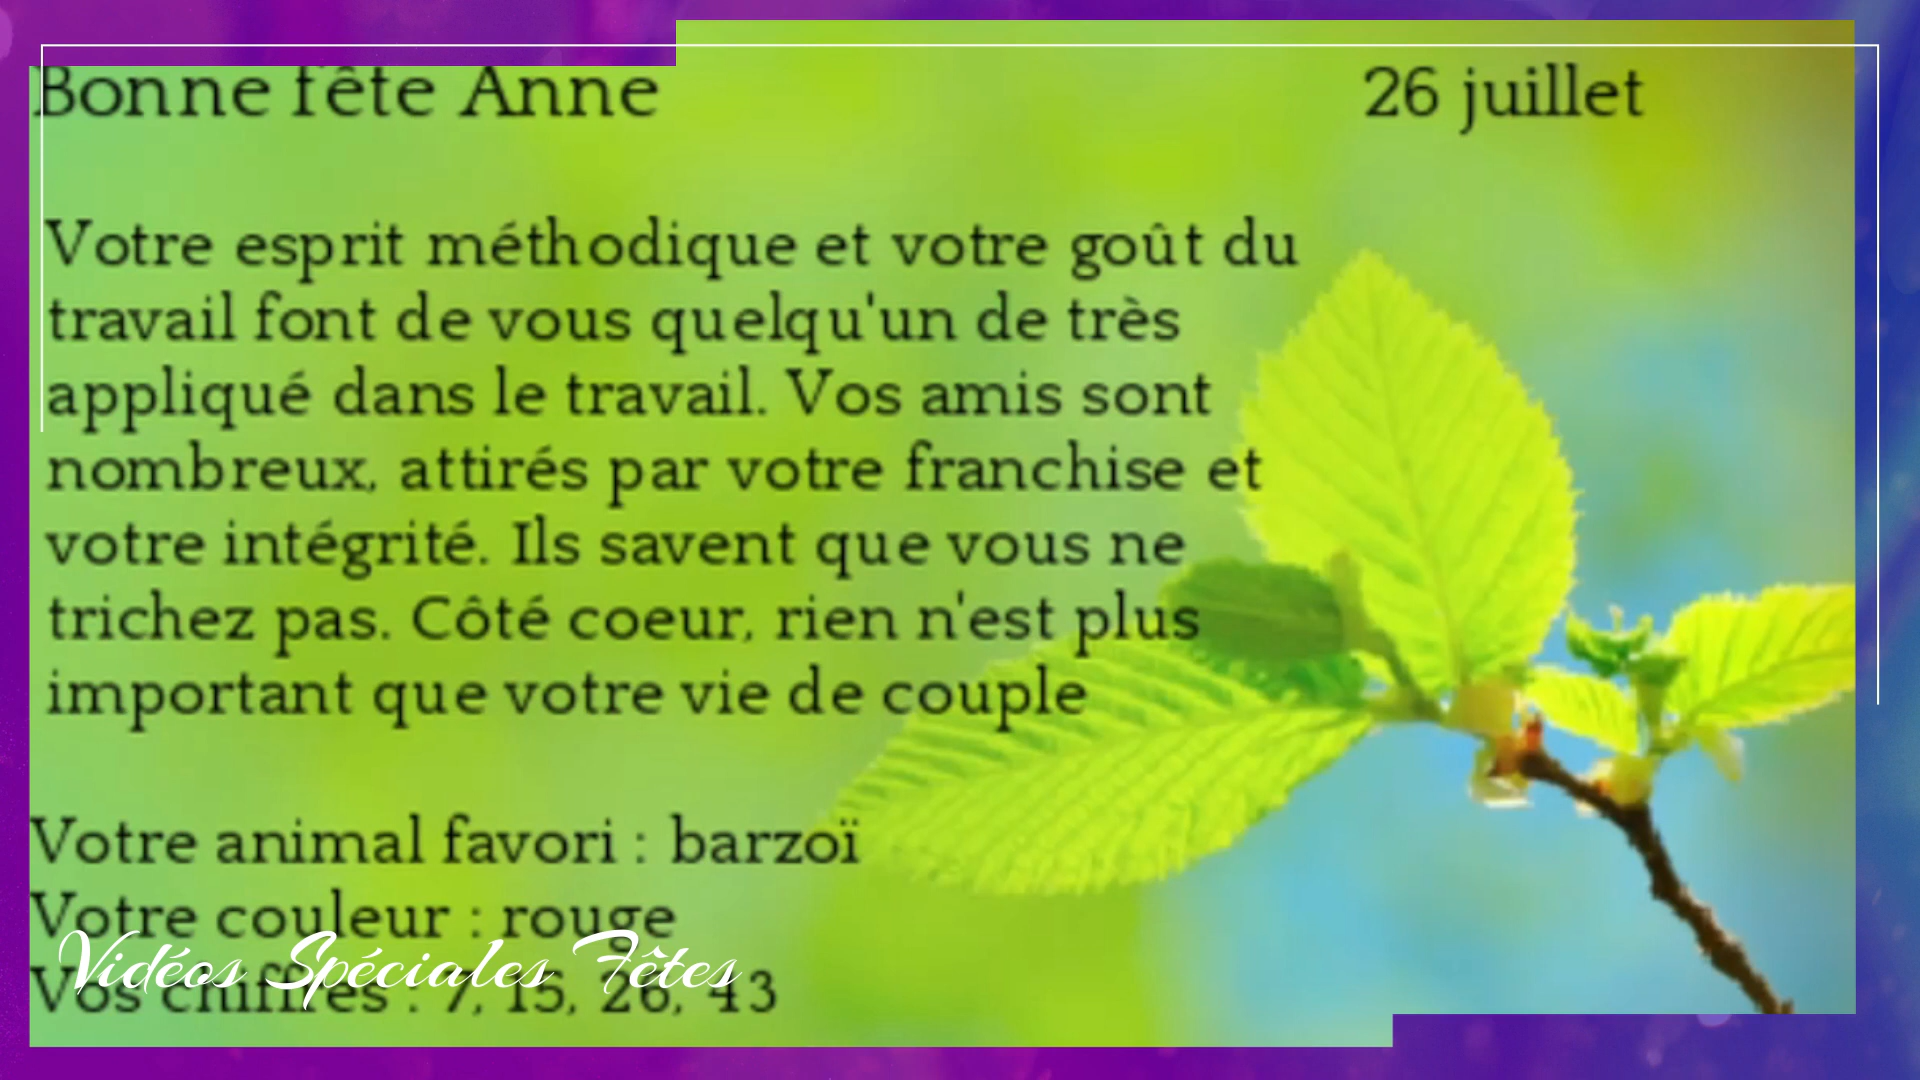 Bonne fête Anne
26 juillet
Votre esprit méthodique et votre goût du
travail font de vous quelqu'un de très
appliqué dans le travail. Vos amis sont
nombreux, attirés par votre franchise et
votre intégrité. Ils savent que vous ne
trichez pas. Côté coeur, rien n'est plus
important que votre vie de couple
Votre animal favori : barzoï
Votre couleur : rouge
Vidéos Spéciales Fêtes
Vos chiffres : 7, 15, 26, 43